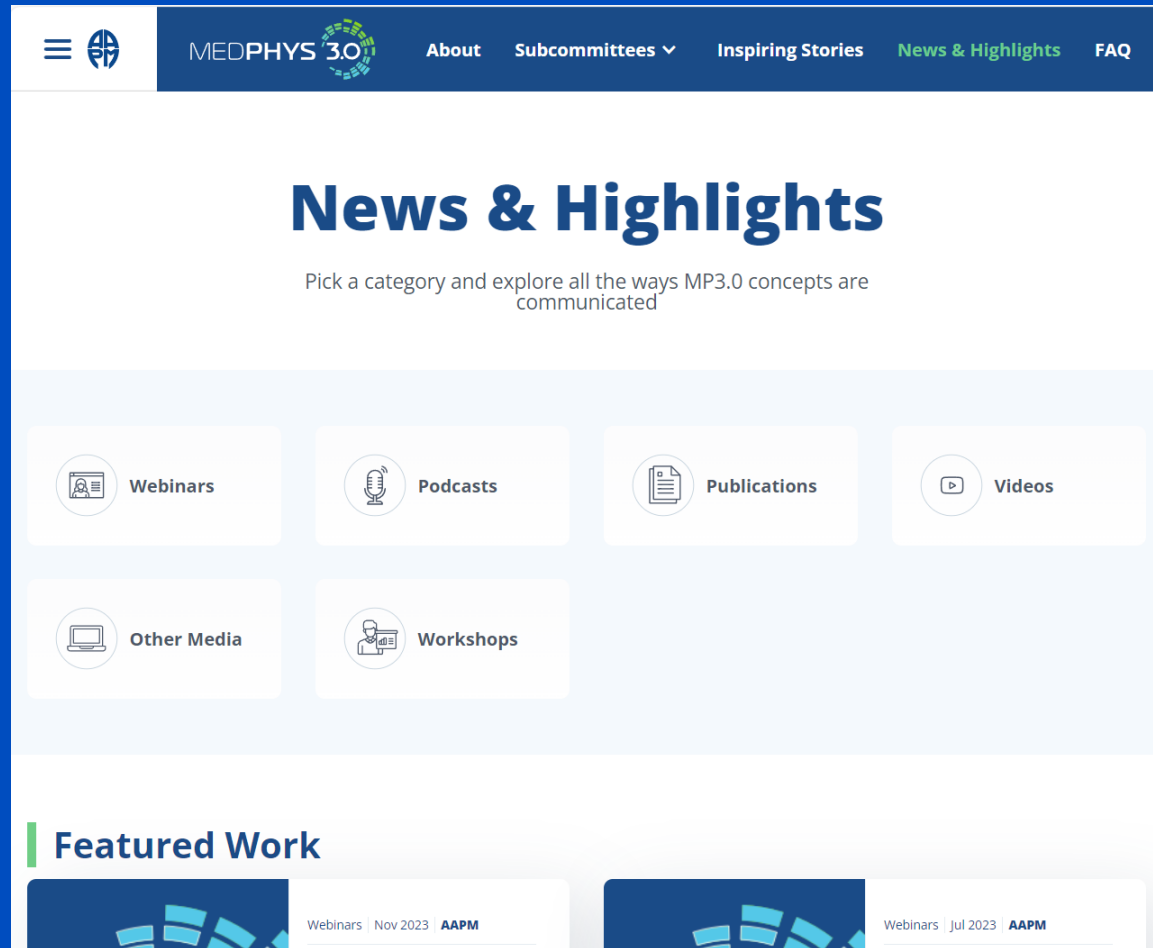 MEDPHYS 3.0
About Subcommittees Inspiring Stories News & Highlights FAQ
News & Highlights
Pick a category and explore all the ways MP3.0 concepts are
communicated
Webinars
Podcasts
Publications
Videos
Other Media
Workshops
Featured Work
Webinars Nov 2023 AAPM
Webinars Jul 2023 AAPM